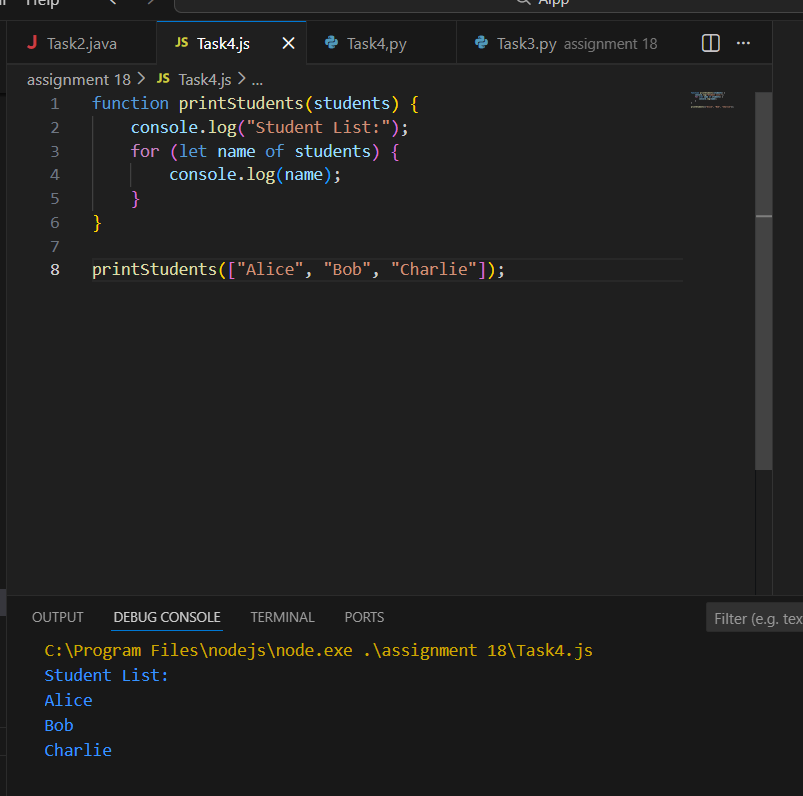 Help
App
Task2.java JS Task4.js Task4,py Task3.py assignment 18
assignment 18 > JS Task4.js > ...
1 function printStudents(students) {
2 console.log("Student List:");
3 for (let name of students) {
4 console.log(name);
5 }
6 }
7
8 printStudents(["Alice", "Bob", "Charlie"]);
OUTPUT DEBUG CONSOLE TERMINAL PORTS Filter (e.g. tex
C:\Program Files\nodejs\node.exe .\assignment 18\Task4.js
Student List:
Alice
Bob
Charlie